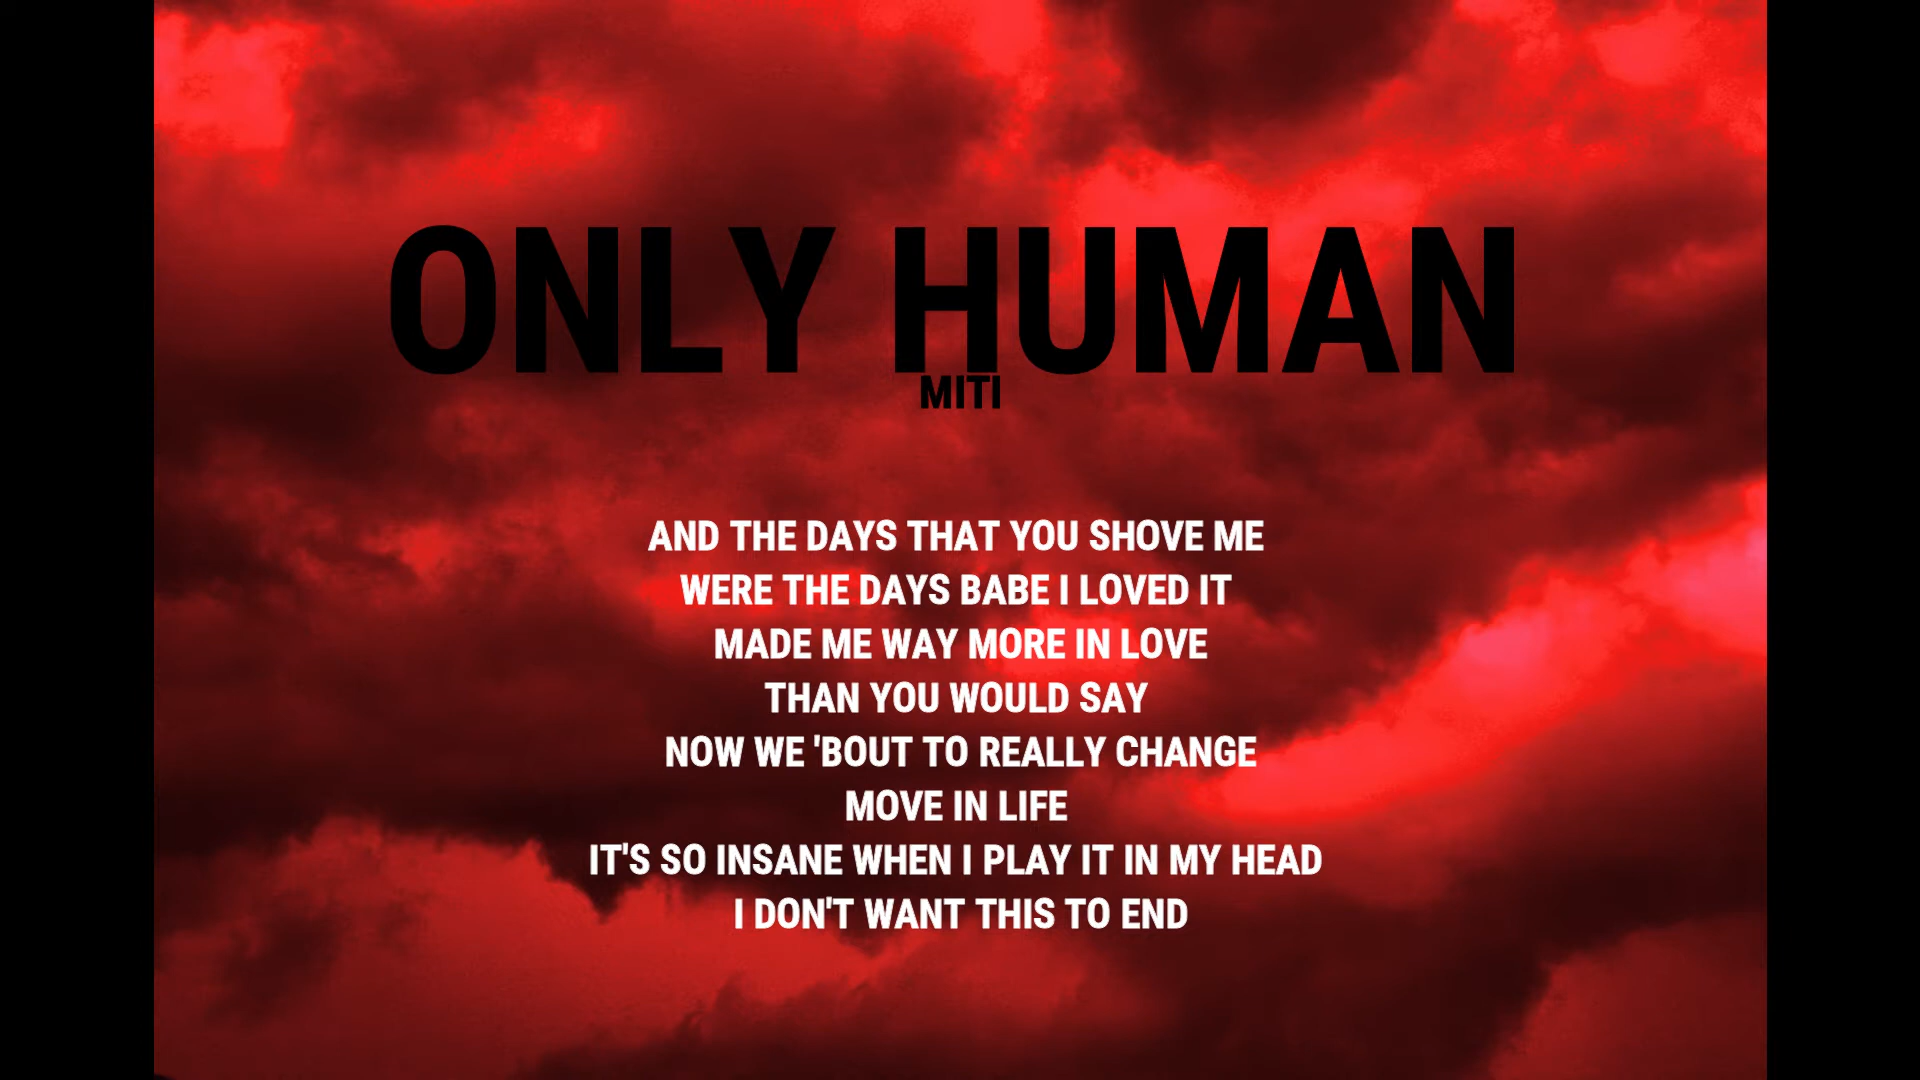 ONLY HUMAN
MITI
AND THE DAYS THAT YOU SHOVE ME
WERE THE DAYS BABE I LOVED IT
MADE ME WAY MORE IN LOVE
THAN YOU WOULD SAY
NOW WE 'BOUT TO REALLY CHANGE
MOVE IN LIFE
IT'S SO INSANE WHEN I PLAY IT IN MY HEAD
I DON'T WANT THIS TO END